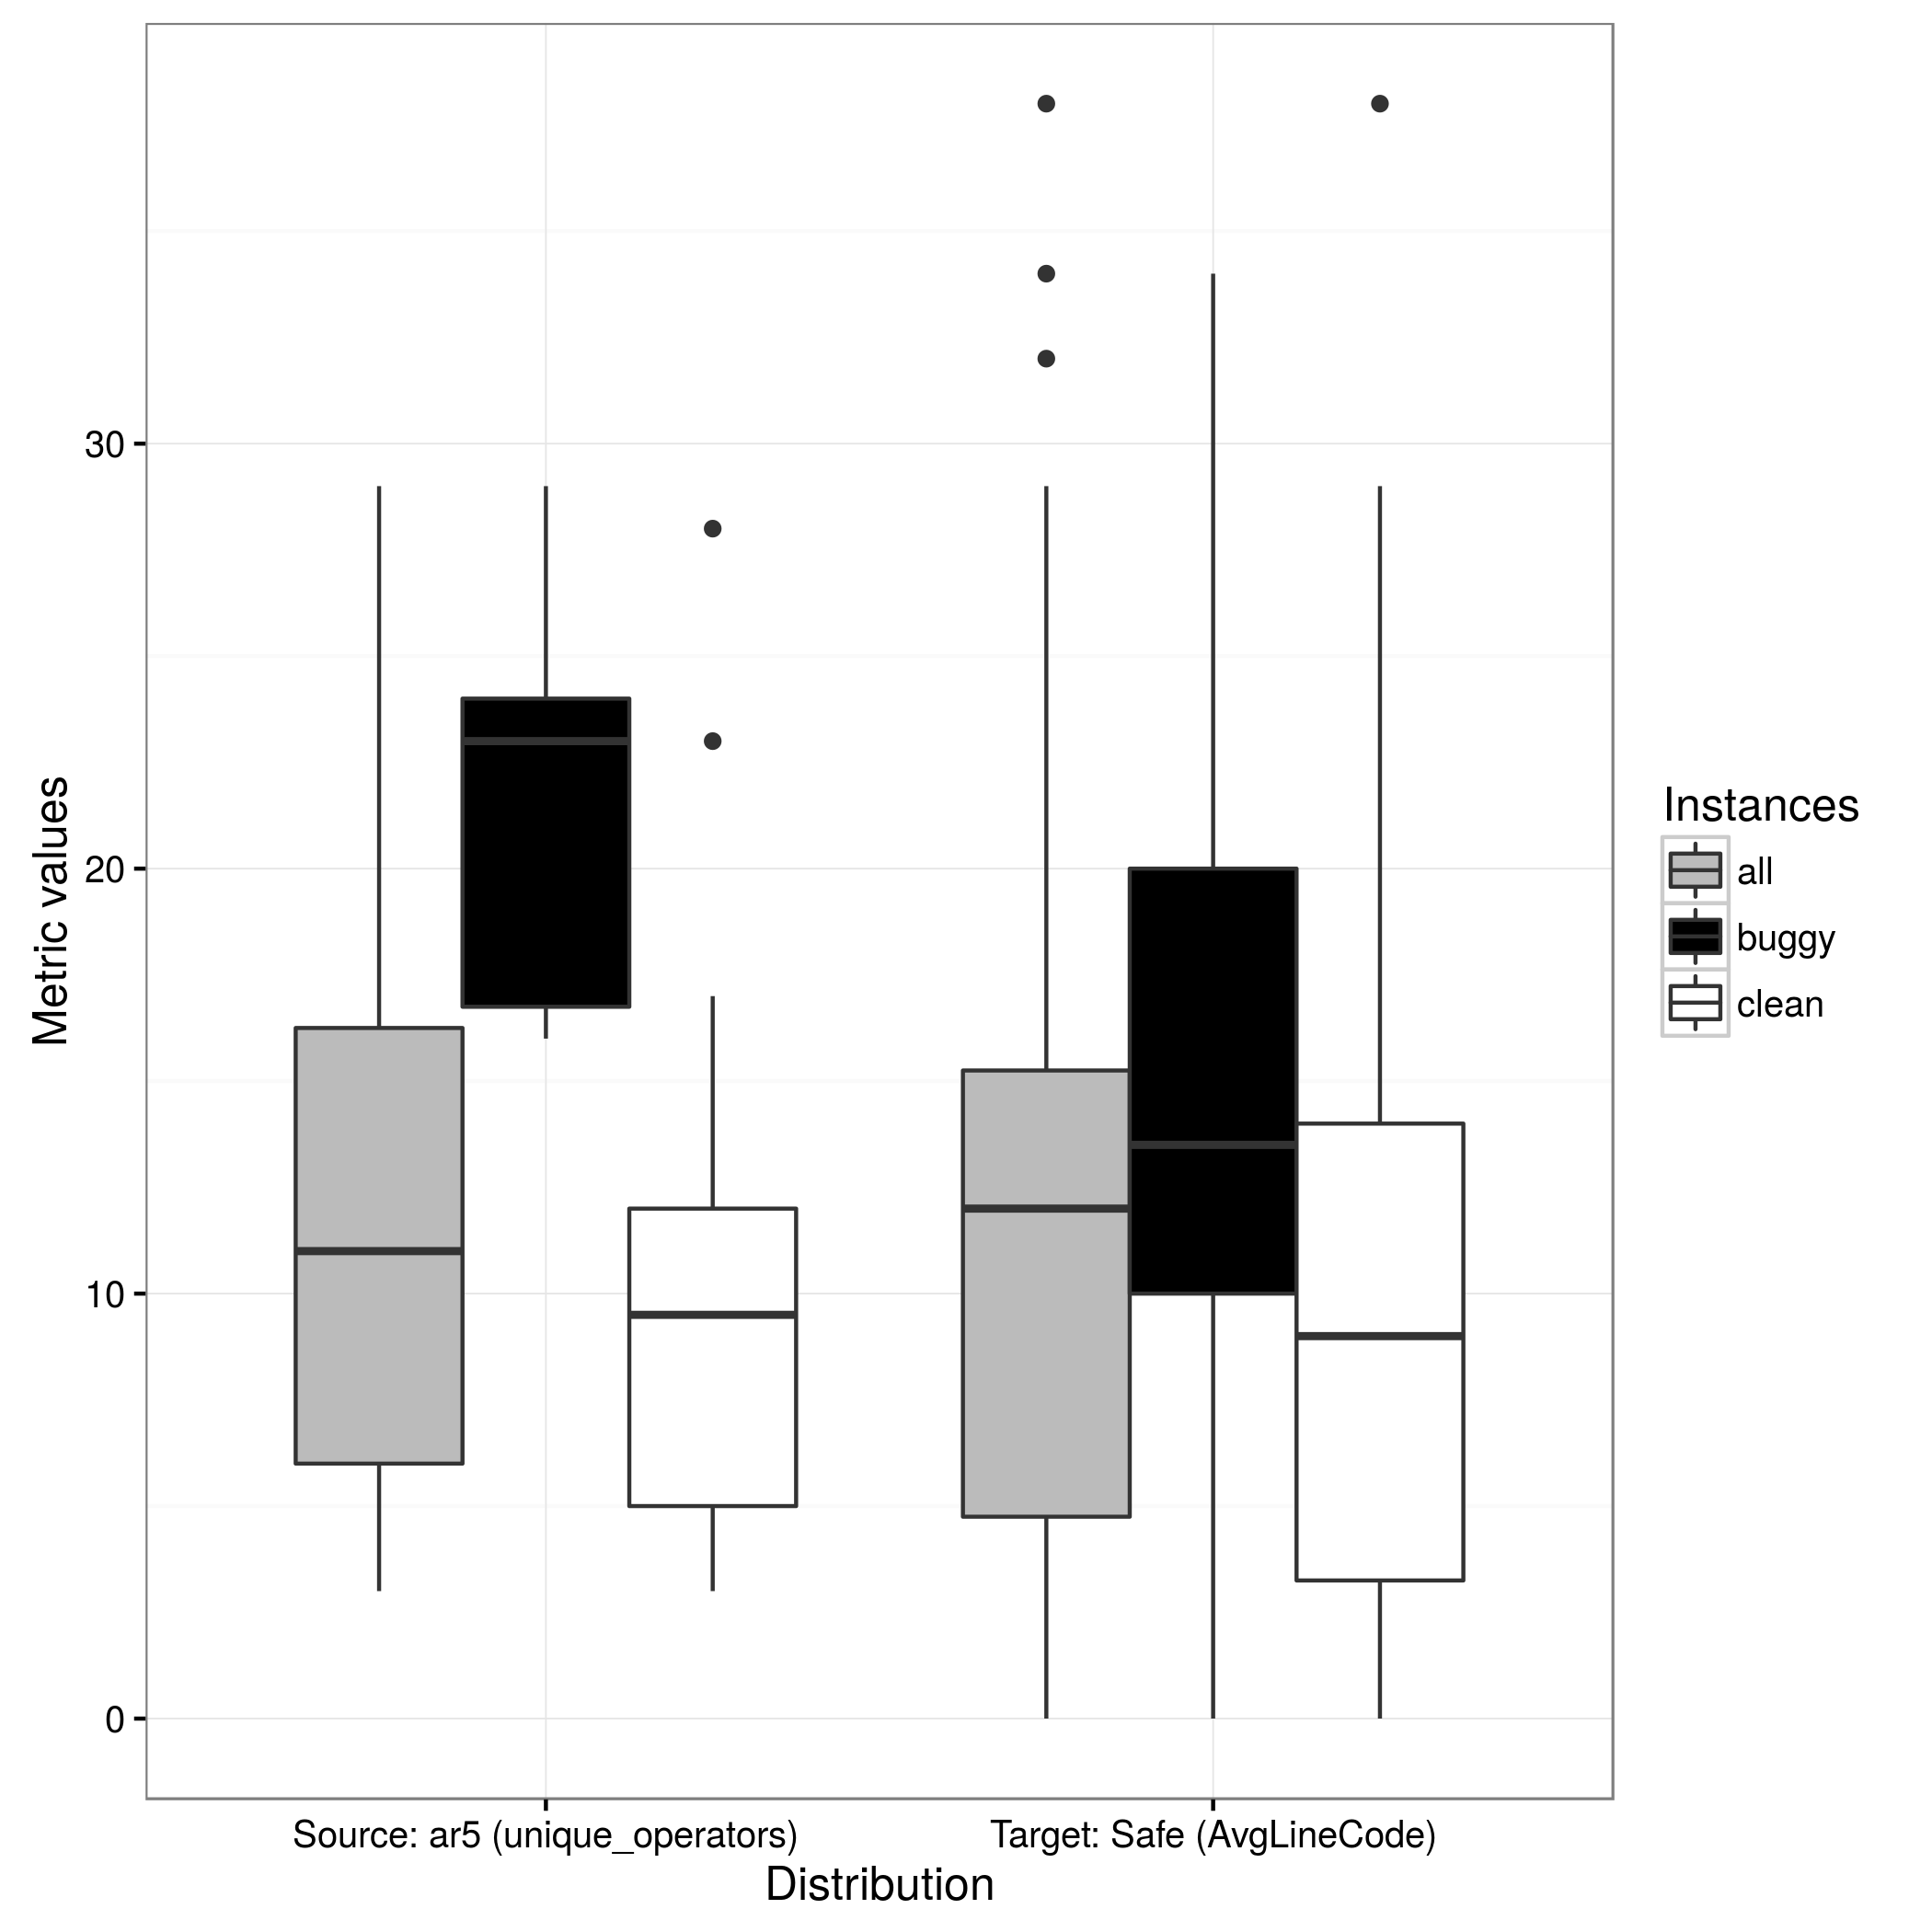 Metric values
30
20
10
0
Source: ar5 (unique_operators)
Target: Safe (AvgLineCode)
Distribution
Instances
all
buggy
clean